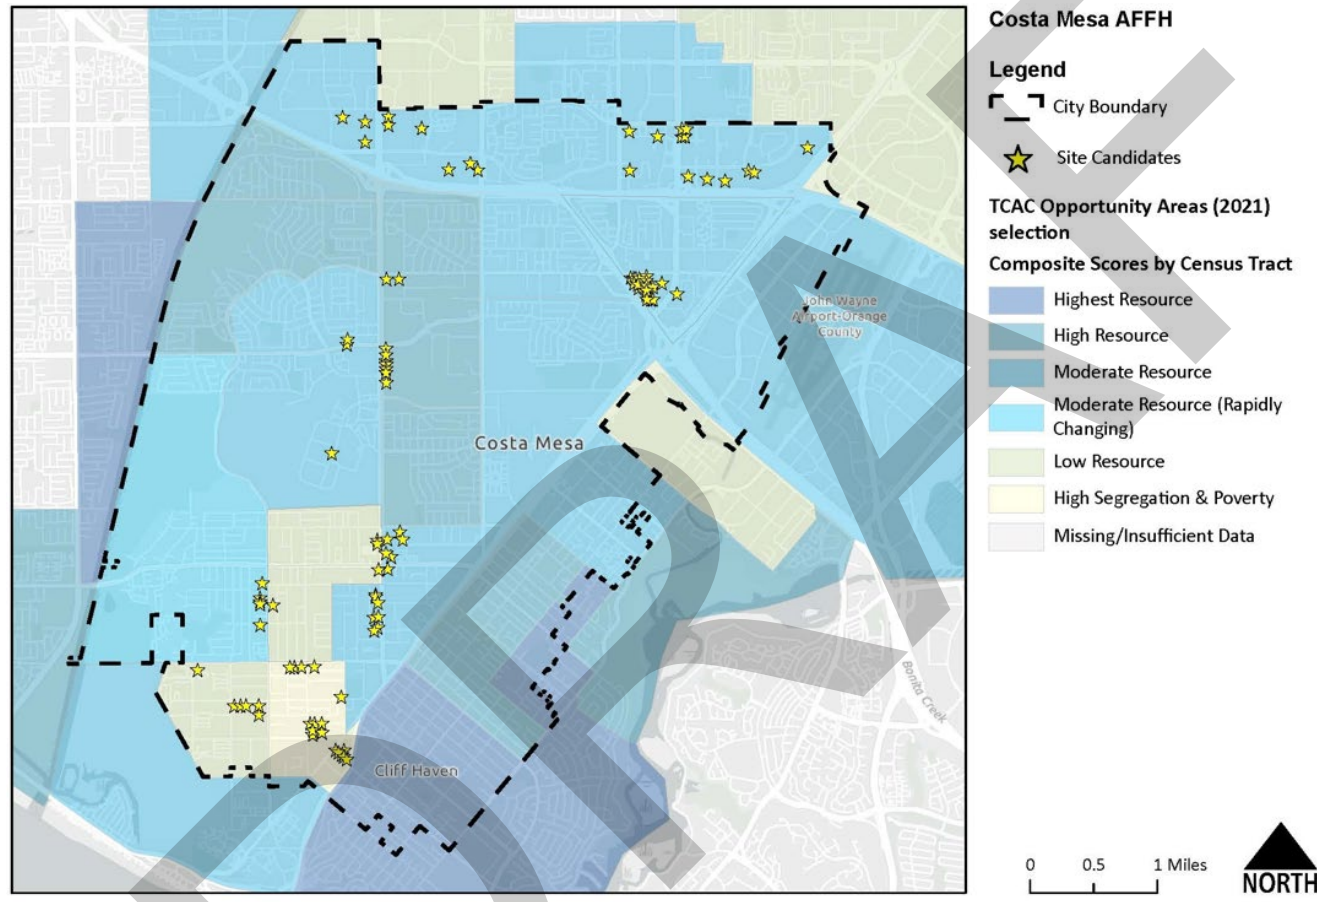 Costa Mesa AFFH
Legend
City Boundary
Site Candidates
TCAC Opportunity Areas (2021)
selection
Composite Scores by Census Tract
Highest Resource
High Resource
Moderate Resource
Moderate Resource (Rapidly
Changing)
Low Resource
High Segregation & Poverty
Missing/Insufficient Data
John Wayne
Airport-Orange
County
Costa Mesa
Bonita Creek
Cliff Haven
0 0.5 1 Miles
NORTH
DRAFT